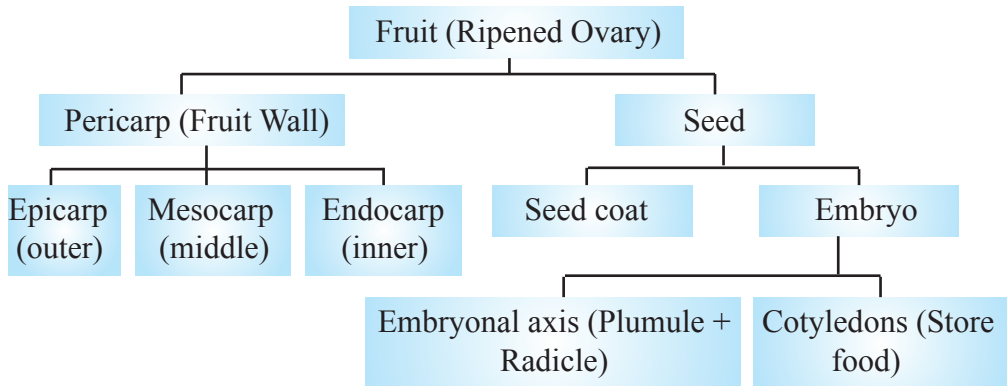 Fruit (Ripened Ovary)
Pericarp (Fruit Wall)
Seed
Epicarp
(outer)
Mesocarp
(middle)
Endocarp
(inner)
Seed coat
Embryo
Embryonal axis (Plumule +
Radicle)
Cotyledons (Store
food)